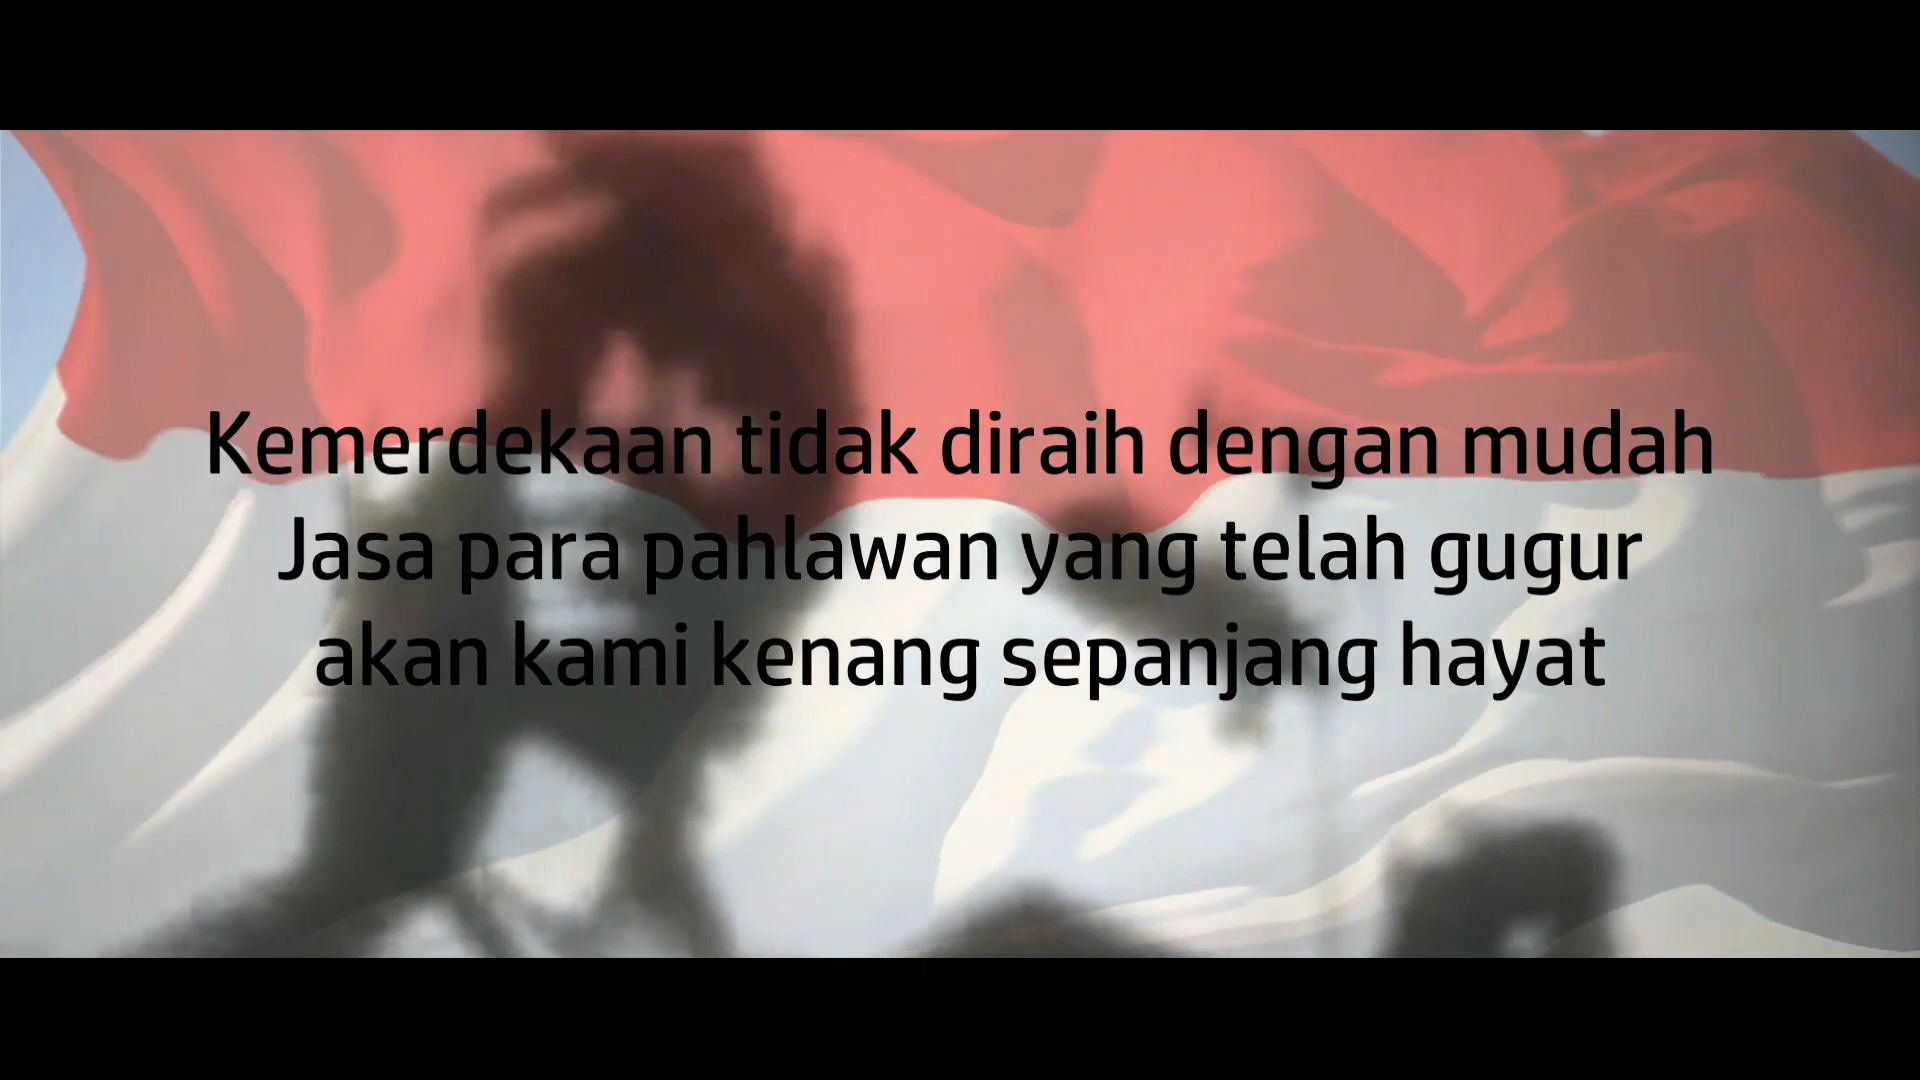 Kemerdekaan tidak diraih dengan mudah
Jasa para pahlawan yang telah gugur
akan kami kenang sepanjang hayat